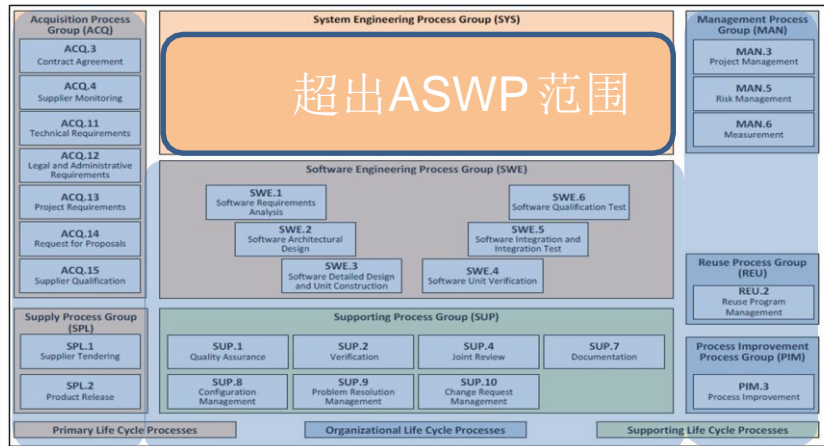 Acquisition Process
Group (ACQ)
ACQ.3
Contract Agreement
ACQ.4
Supplier Monitoring
ACQ.11
Technical Requirements
ACQ.12
Legal and Administrative
Requirements
ACQ.13
Project Requirements
ACQ.14
Request for Proposals
ACQ.15
Supplier Qualification
Supply Process Group
(SPL)
SPL.1
Supplier Tendering
SPL.2
Product Release
System Engineering Process Group (SYS)
超出ASWP范围
Software Engineering Process Group (SWE)
SWE.1
Software Requirements
Analysis
SWE.2
Software Architectural
Design
SWE.3
Software Detailed Design
and Unit Construction
SWE.4
Software Unit Verification
SWE.5
Software Integration and
Integration Test
SWE.6
Software Qualification Test
Supporting Process Group (SUP)
SUP.1
Quality Assurance
SUP.2
Verification
SUP.4
Joint Review
SUP.7
Documentation
SUP.8
Configuration
Management
SUP.9
Problem Resolution
Management
SUP.10
Change Request
Management
Management Process
Group (MAN)
MAN.3
Project Management
MAN.5
Risk Management
MAN.6
Measurement
Reuse Process Group
(REU)
REU.2
Reuse Program
Management
Process Improvement
Process Group (PIM)
PIM.3
Process Improvement
Primary Life Cycle Processes
Organizational Life Cycle Processes
Supporting Life Cycle Processes